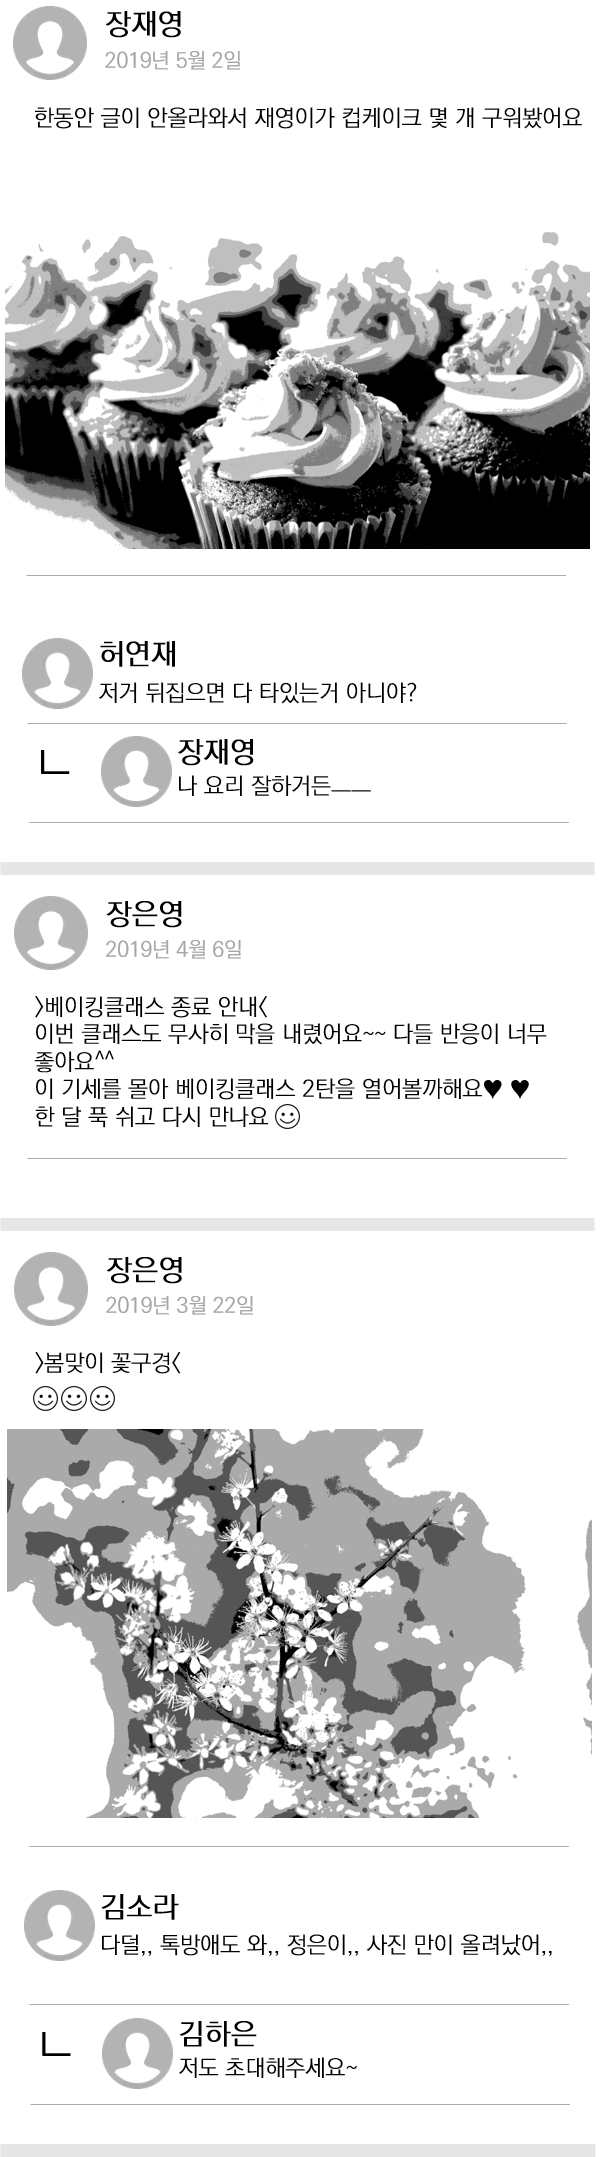 장재영
2019년 5월 2일
한동안 글이 안올라와서 재영이가 컵케이크 몇 개 구워봤어요
허연재
저거 뒤집으면 다 타있는거 아니야?
ㄴ
장재영
나 요리 잘하거든ㅡㅡ
장은영
2019년 4월 6일
>베이킹클래스 종료 안내<
이번 클래스도 무사히 막을 내렸어요~~ 다들 반응이 너무
좋아요^^
이 기세를 몰아 베이킹클래스 2탄을 열어볼까해요♥ ♥
한 달 푹 쉬고 다시 만나요 ☺
장은영
2019년 3월 22일
>봄맞이 꽃구경<
☺☺☺
김소라
다덜,, 톡방애도 와,, 정은이,, 사진 만이 올려났어,,
ㄴ
김하은
저도 초대해주세요~